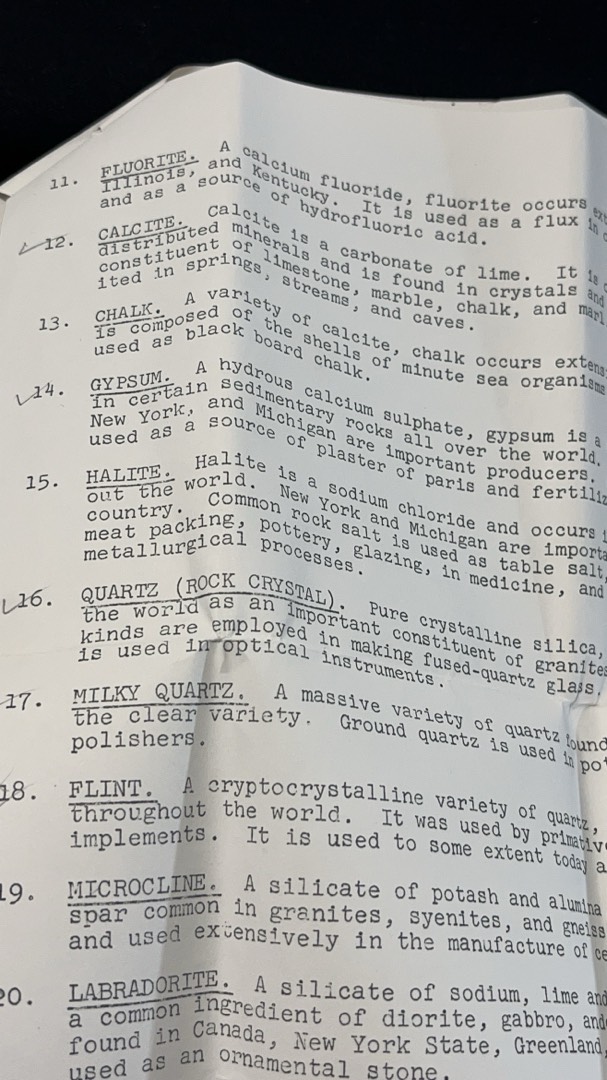 11. FLUORITE. A calcium fluoride, fluorite occurs
Illinois, and Kentucky. It is used as a flux in
and as a source of hydrofluoric acid.
12. CALCITE. Calcite is a carbonate of lime. It is
distributed minerals and is found in crystals and
constituent of limestone, marble, chalk, and marl
ited in springs, streams, and caves.
13. CHALK. A variety of calcite, chalk occurs extens
is composed of the shells of minute sea organisms
used as black board chalk.
14. GYPSUM. A hydrous calcium sulphate, gypsum is a
in certain sedimentary rocks all over the world.
New York, and Michigan are important producers.
used as a source of plaster of paris and fertiliz
15. HALITE. Halite is a sodium chloride and occurs i
out the world. New York and Michigan are importa
country. Common rock salt is used as table salt,
meat packing, pottery, glazing, in medicine, and
metallurgical processes.
16. QUARTZ (ROCK CRYSTAL). Pure crystalline silica,
the world as an important constituent of granites
kinds are employed in making fused-quartz glass.
is used in optical instruments.
17. MILKY QUARTZ. A massive variety of quartz found
the clear variety. Ground quartz is used in pot
polishers.
18. FLINT. A cryptocrystalline variety of quartz,
throughout the world. It was used by primativ
implements. It is used to some extent today a
19. MICROCLINE. A silicate of potash and alumina
spar common in granites, syenites, and gneiss
and used extensively in the manufacture of ce
20. LABRADORITE. A silicate of sodium, lime and
a common ingredient of diorite, gabbro, and
found in Canada, New York State, Greenland,
used as an ornamental stone.